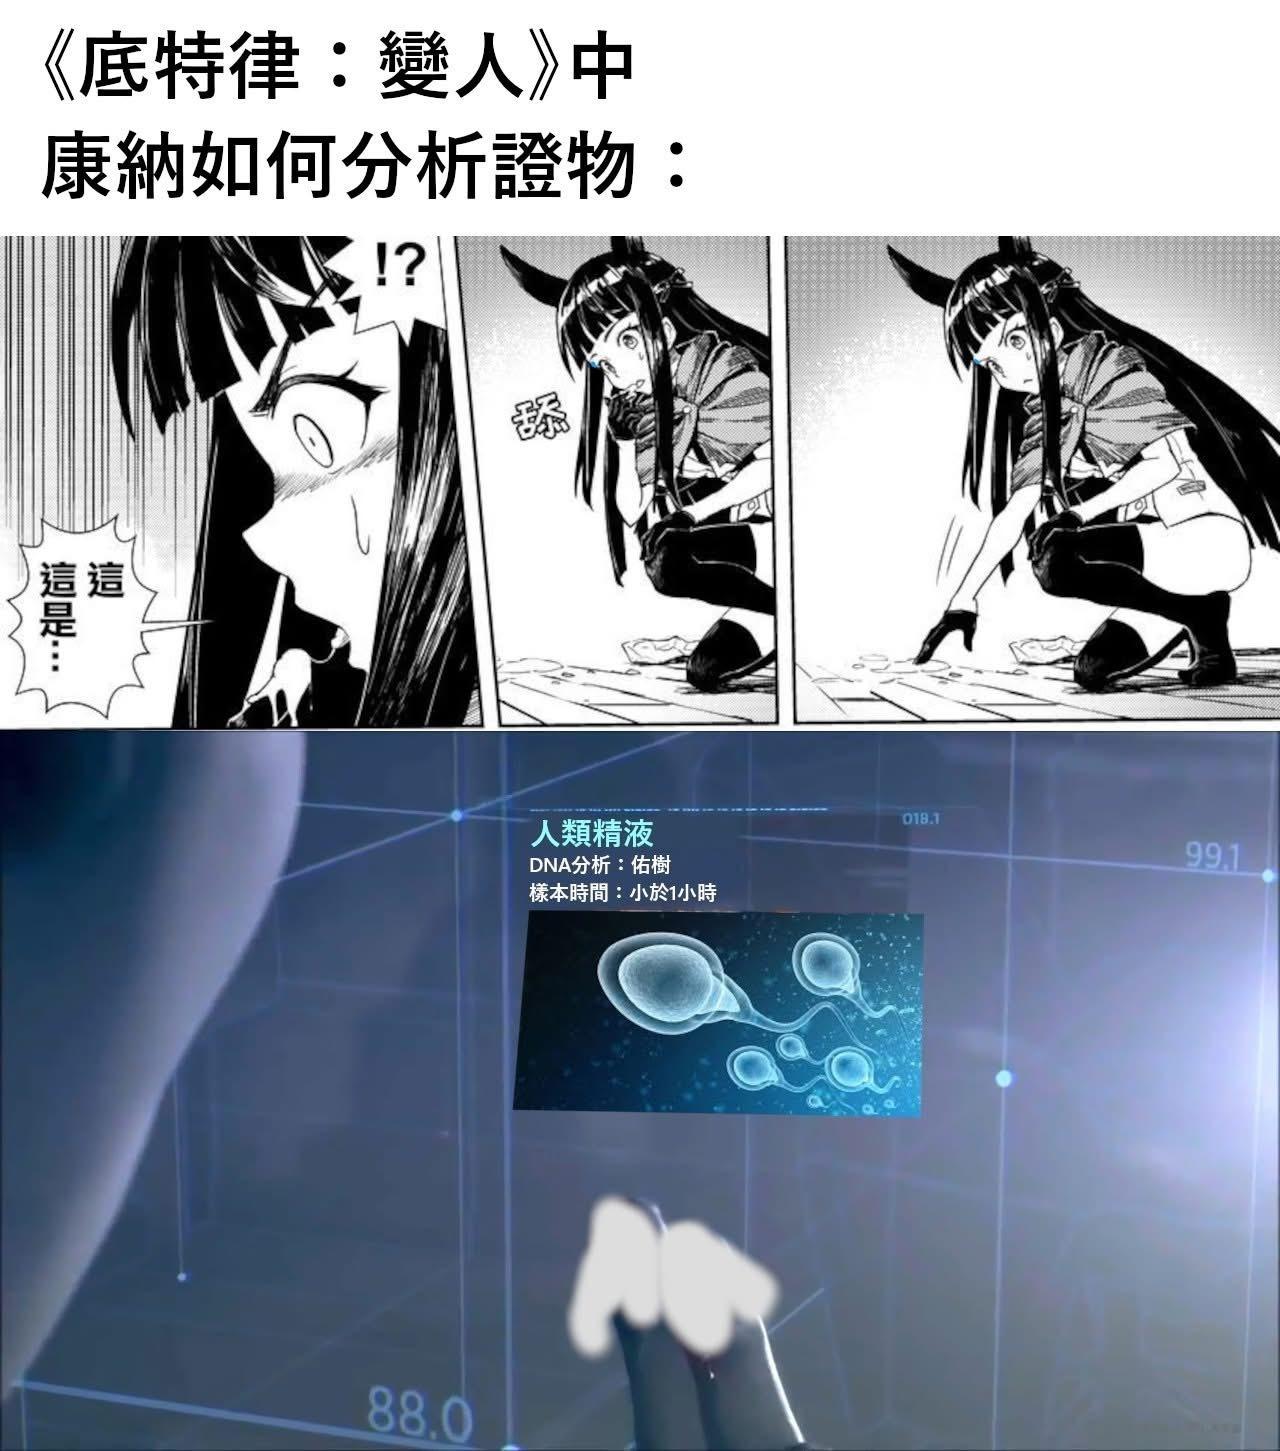 《底特律：變人》中
康納如何分析證物：
!?
舔
這
這是…
人類精液
DNA分析：佑樹
樣本時間：小於1小時
018.1
99.1
88.0